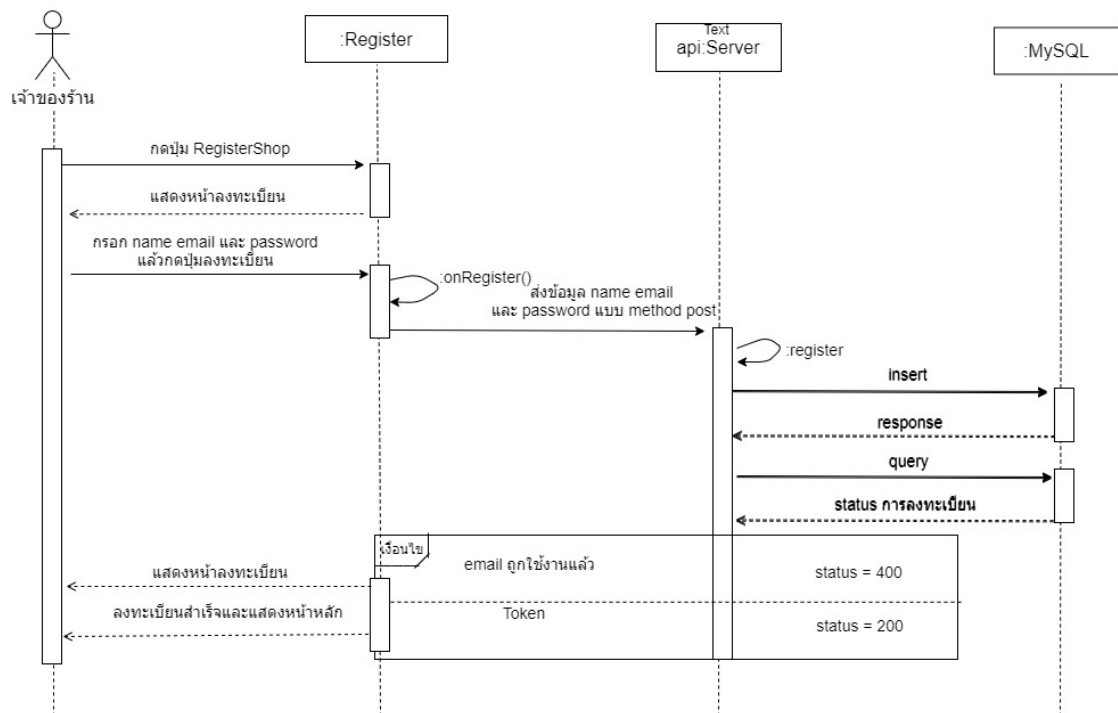 :Register
Text
api:Server
:MySQL
เจ้าของร้าน
กดปุ่ม RegisterShop
แสดงหน้าลงทะเบียน
กรอก name email และ password
แล้วกดปุ่มลงทะเบียน
:onRegister()
ส่งข้อมูล name email
และ password แบบ method post
:register
insert
response
query
status การลงทะเบียน
เงื่อนไข
email ถูกใช้งานแล้ว
status = 400
แสดงหน้าลงทะเบียน
Token
ลงทะเบียนสำเร็จและแสดงหน้าหลัก
status = 200